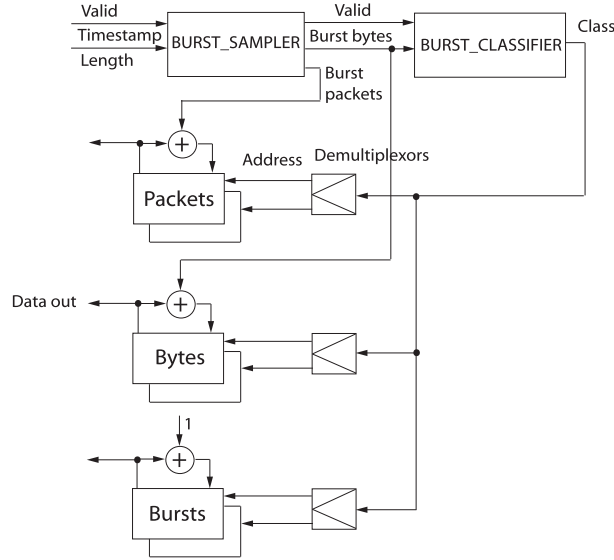 Valid
Timestamp
Length
BURST_SAMPLER
Valid
Burst bytes
BURST_CLASSIFIER
Class
Burst
packets
+
Address
Demultiplexors
Packets
Data out
+
Bytes
1
+
Bursts